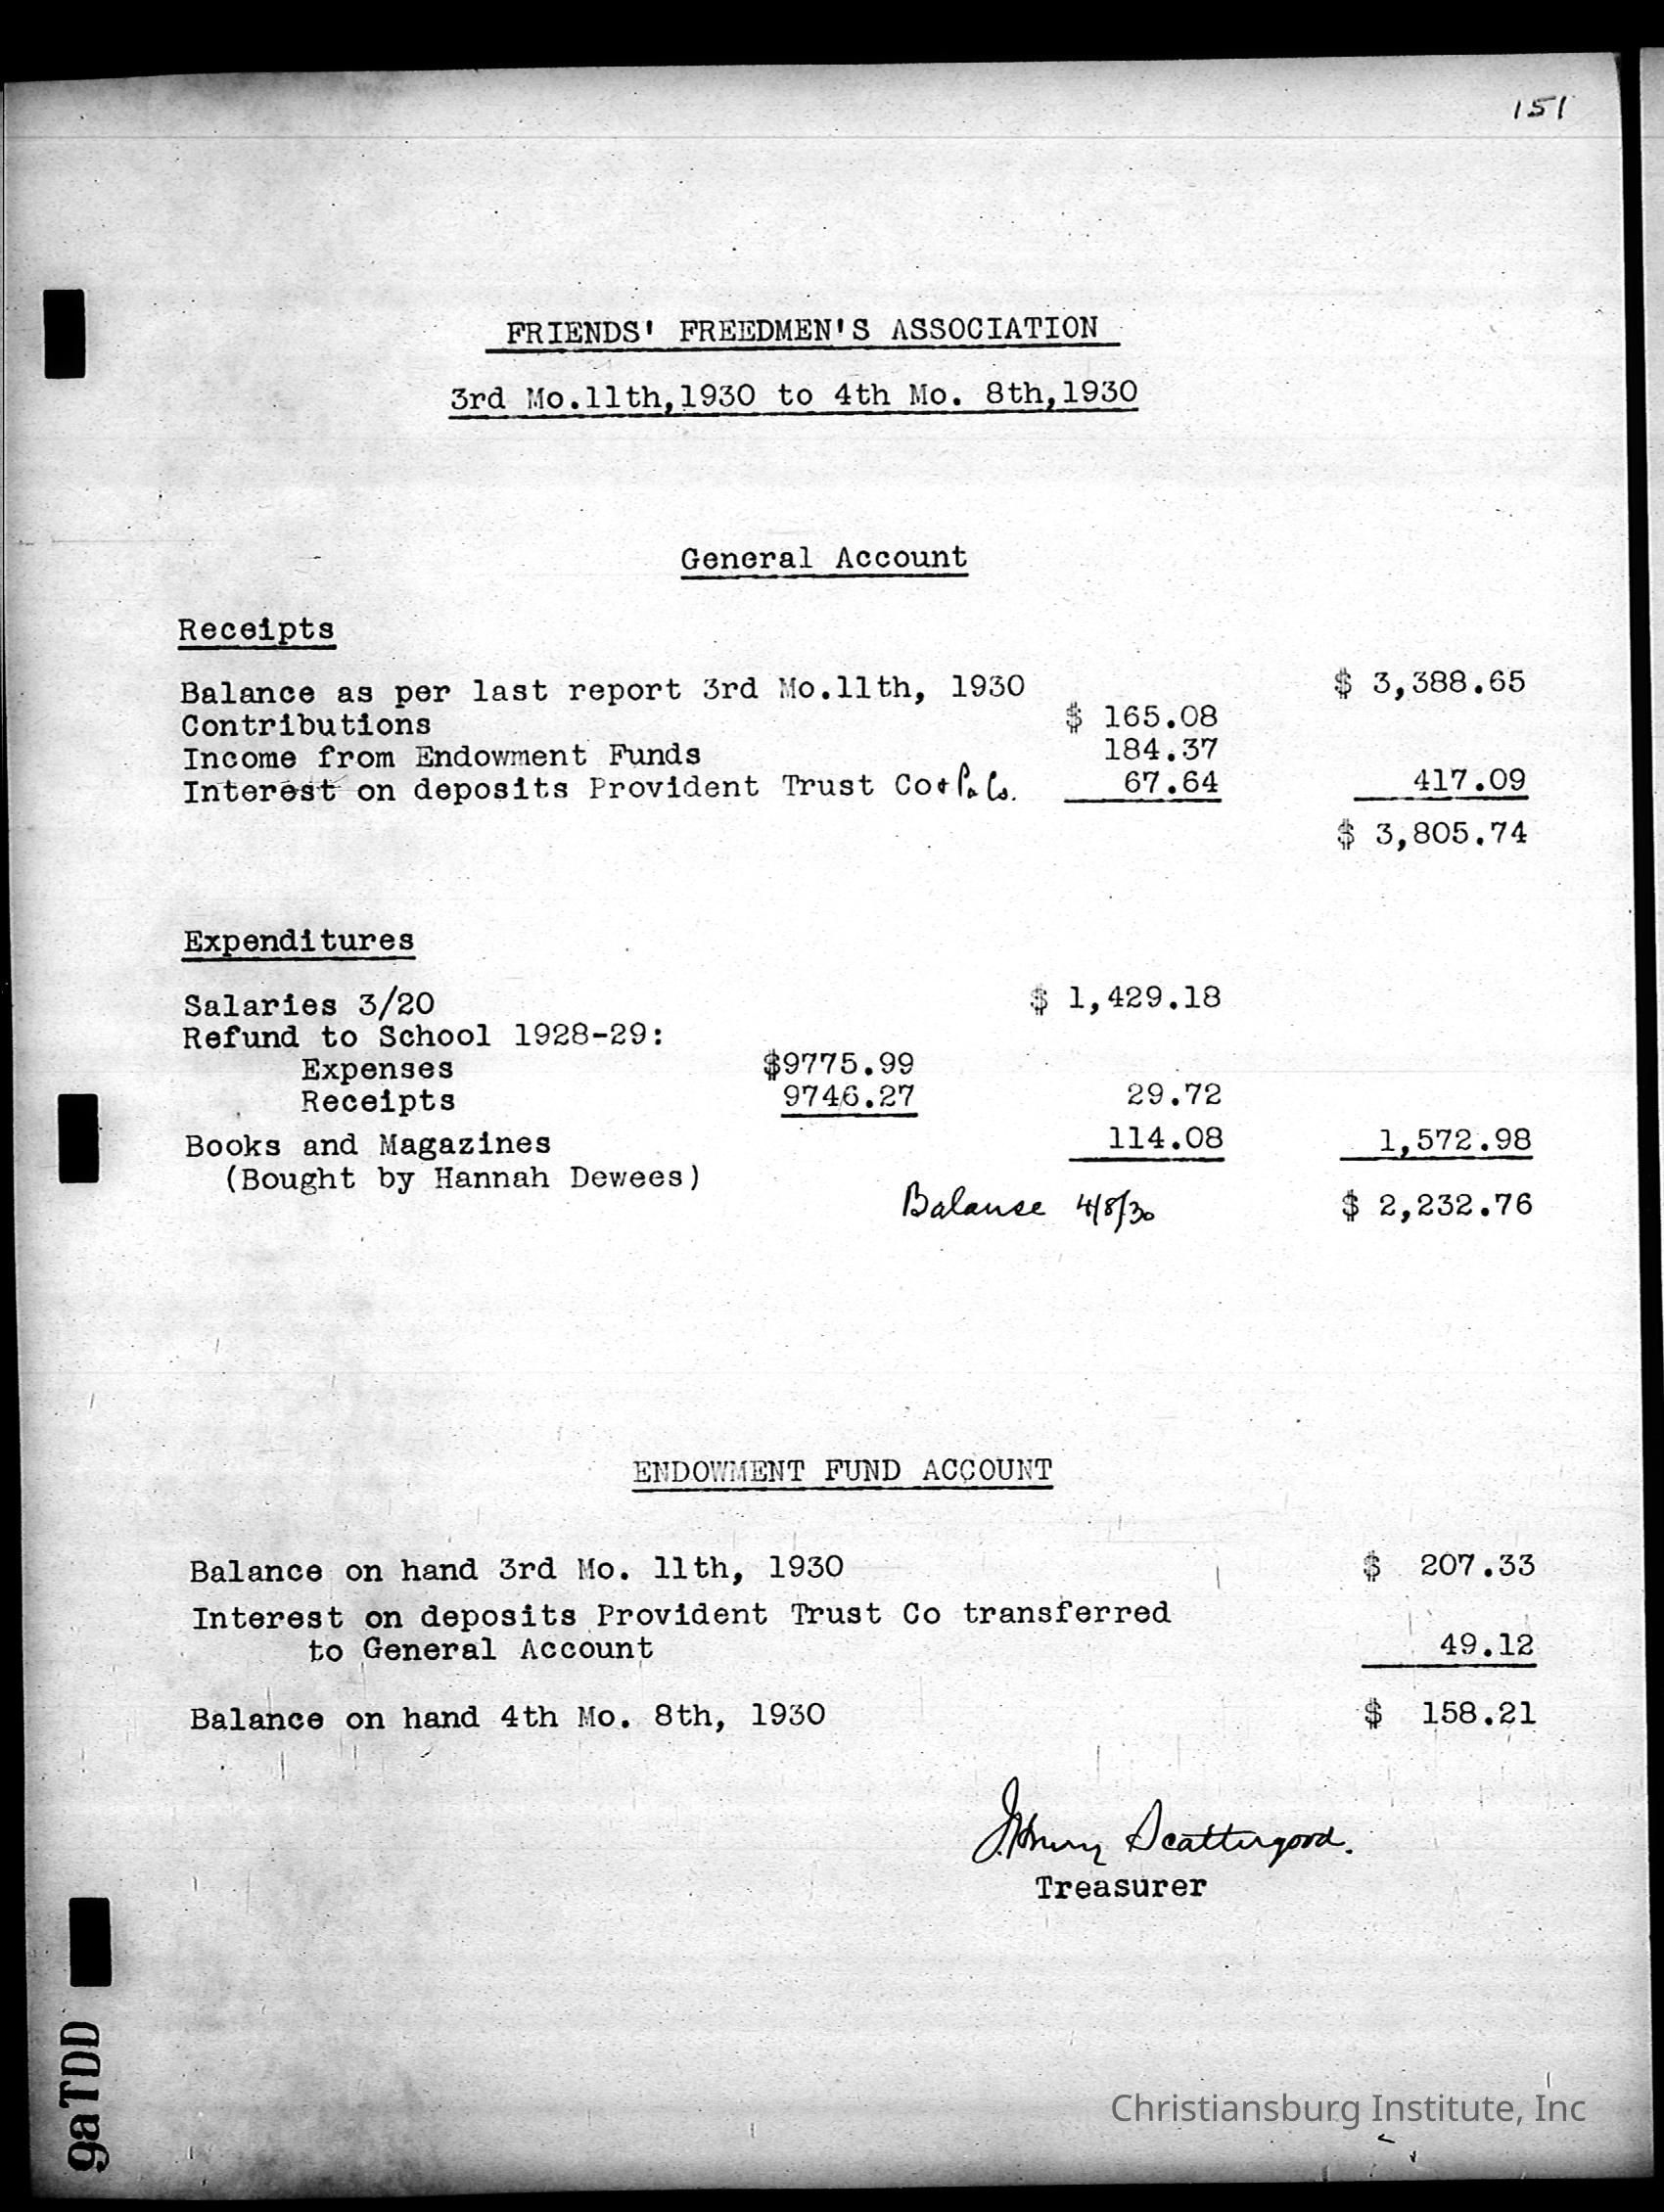 151
FRIENDS' FREEDMEN'S ASSOCIATION
3rd Mo.11th,1930 to 4th Mo. 8th,1930
General Account
Receipts
Balance as per last report 3rd Mo.11th, 1930 $ 3,388.65
Contributions $ 165.08
Income from Endowment Funds 184.37
Interest on deposits Provident Trust Co + P. Co. 67.64 417.09
$ 3,805.74
Expenditures
Salaries 3/20 $ 1,429.18
Refund to School 1928-29:
Expenses $9775.99
Receipts 9746.27 29.72
Books and Magazines 114.08 1,572.98
(Bought by Hannah Dewees)
Balanse 4/8/30 $ 2,232.76
ENDOWMENT FUND ACCOUNT
Balance on hand 3rd Mo. 11th, 1930 $ 207.33
Interest on deposits Provident Trust Co transferred
to General Account 49.12
Balance on hand 4th Mo. 8th, 1930 $ 158.21
J. Henry Scattergood.
Treasurer
gaTDD
Christiansburg Institute, Inc